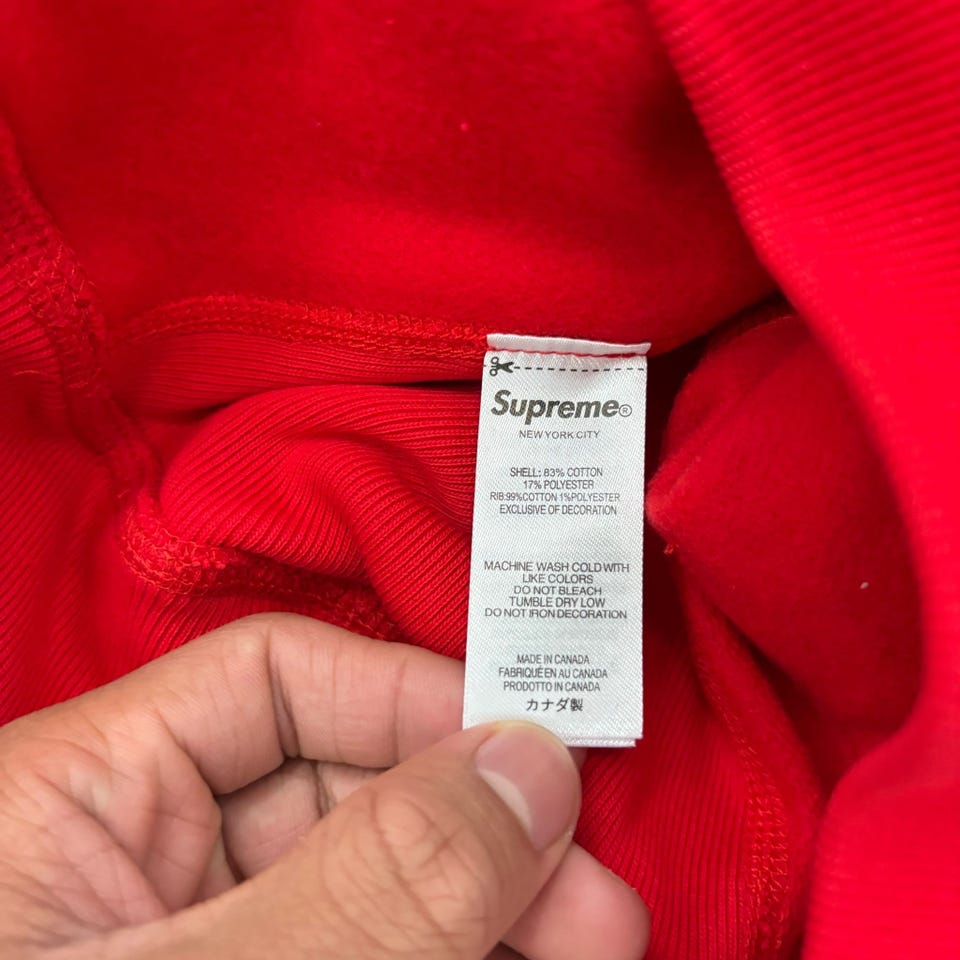 Supreme®
NEW YORK CITY
SHELL: 83% COTTON
17% POLYESTER
RIB:99%COTTON 1%POLYESTER
EXCLUSIVE OF DECORATION
MACHINE WASH COLD WITH
LIKE COLORS
DO NOT BLEACH
TUMBLE DRY LOW
DO NOT IRON DECORATION
MADE IN CANADA
FABRIQUÉ EN AU CANADA
PRODOTTO IN CANADA
カナダ製